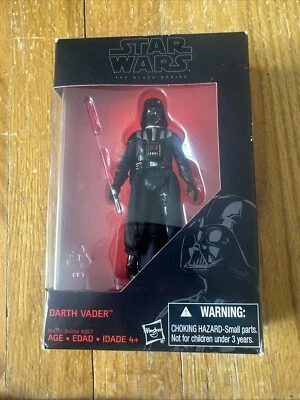 STAR
WARS
THE BLACK SERIES
DARTH VADER™
AGE • EDAD • IDADE 4+
Hasbro
WARNING:
CHOKING HAZARD-Small parts.
Not for children under 3 years.